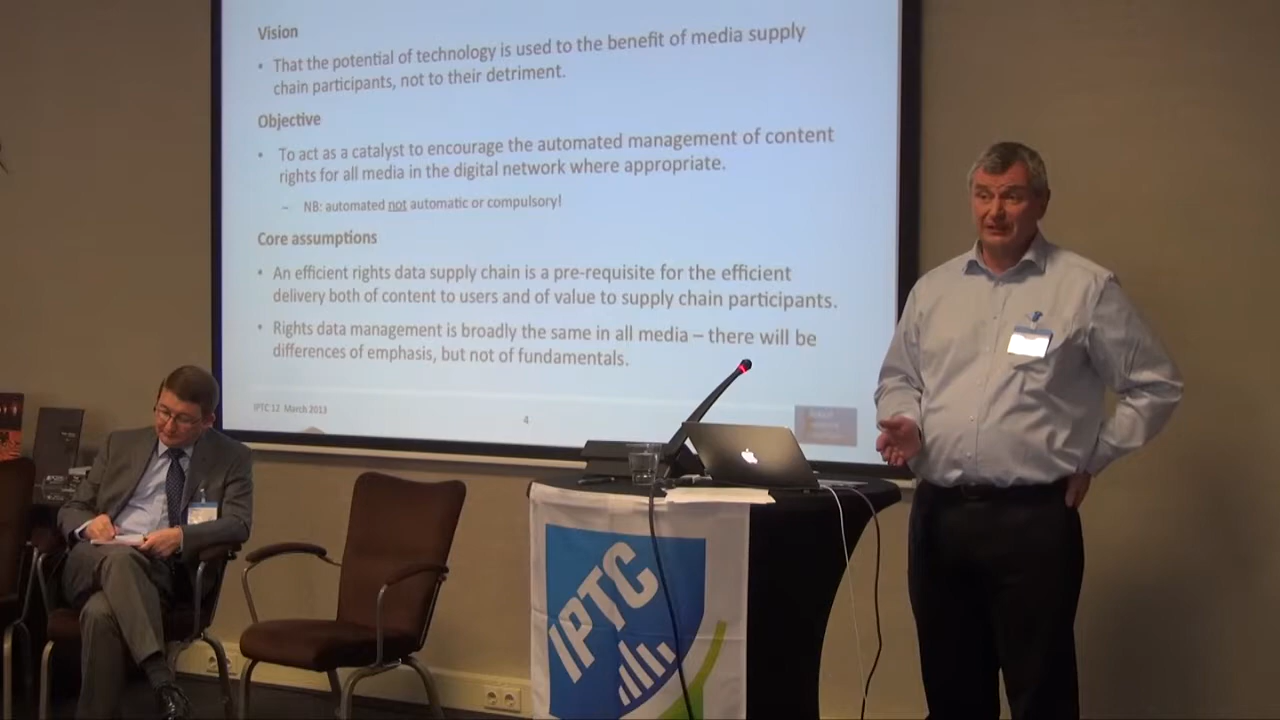 Vision
• That the potential of technology is used to the benefit of media supply
chain participants, not to their detriment.
Objective
• To act as a catalyst to encourage the automated management of content
rights for all media in the digital network where appropriate.
– NB: automated not automatic or compulsory!
Core assumptions
• An efficient rights data supply chain is a pre-requisite for the efficient
delivery both of content to users and of value to supply chain participants.
• Rights data management is broadly the same in all media – there will be
differences of emphasis, but not of fundamentals.
IPTC 12 March 2013
4
IPTC